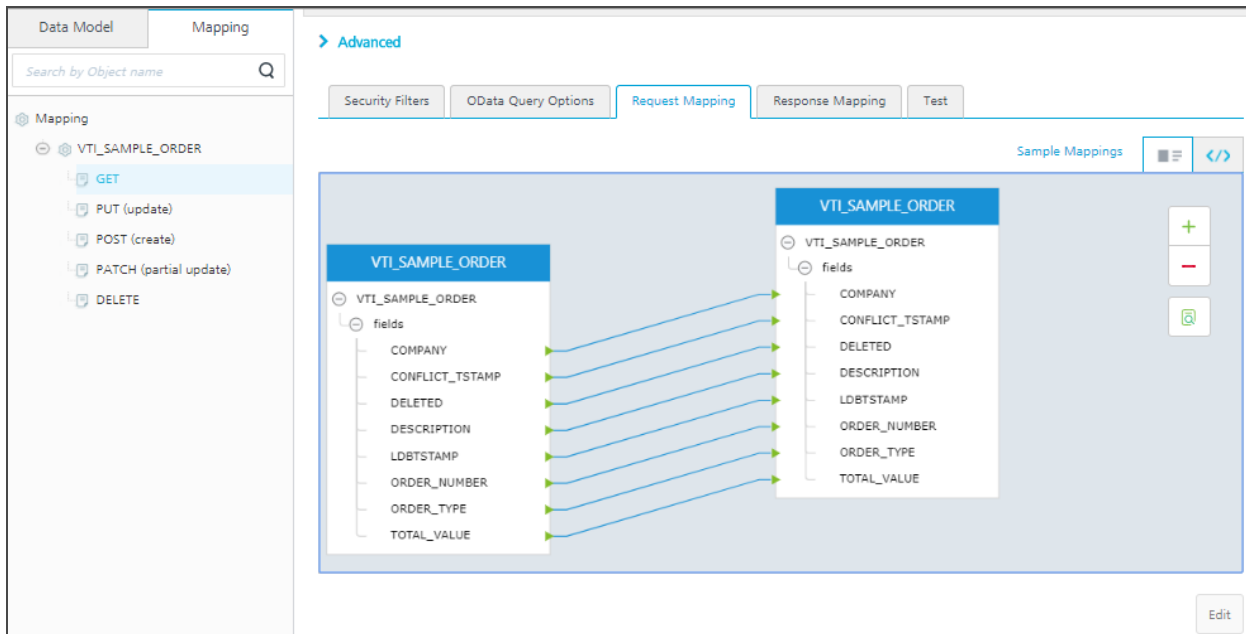 Data Model
Mapping
Search by Object name
Mapping
VTI_SAMPLE_ORDER
GET
PUT (update)
POST (create)
PATCH (partial update)
DELETE
Advanced
Security Filters
OData Query Options
Request Mapping
Response Mapping
Test
Sample Mappings
</>
VTI_SAMPLE_ORDER
VTI_SAMPLE_ORDER
fields
COMPANY
CONFLICT_TSTAMP
DELETED
DESCRIPTION
LDBTSTAMP
ORDER_NUMBER
ORDER_TYPE
TOTAL_VALUE
VTI_SAMPLE_ORDER
VTI_SAMPLE_ORDER
fields
COMPANY
CONFLICT_TSTAMP
DELETED
DESCRIPTION
LDBTSTAMP
ORDER_NUMBER
ORDER_TYPE
TOTAL_VALUE
Edit